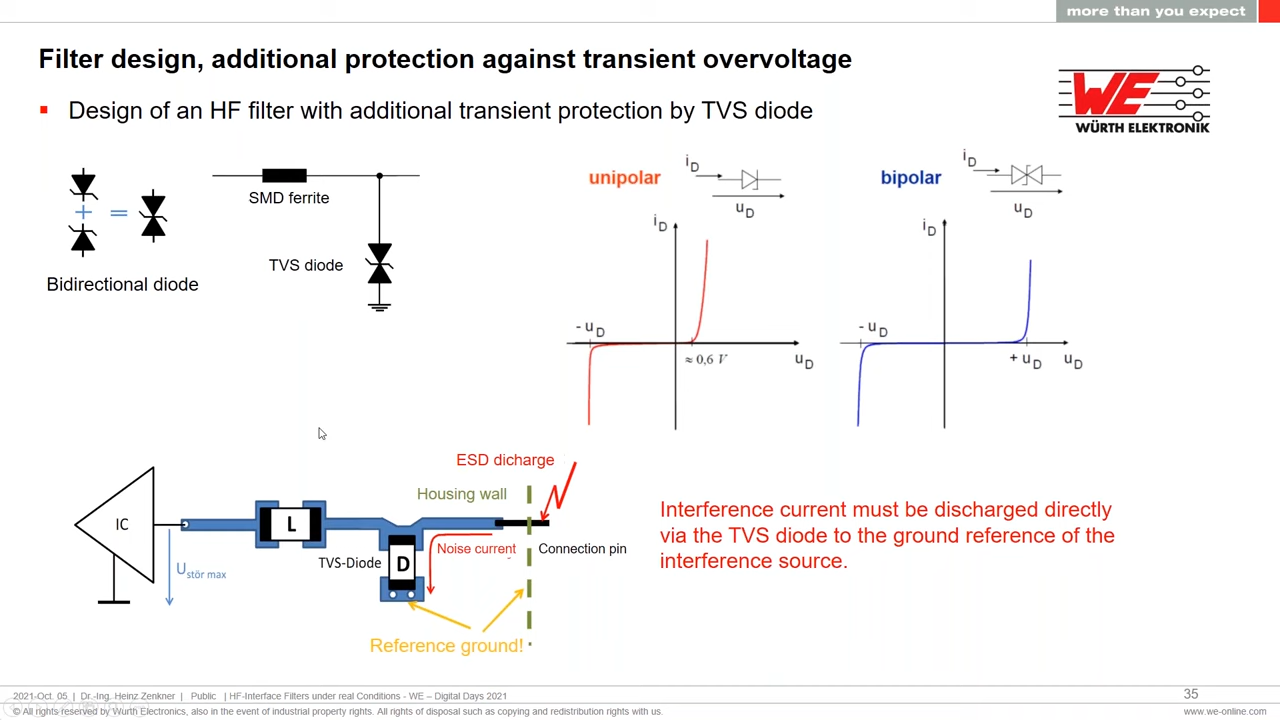 more than you expect
Filter design, additional protection against transient overvoltage
Design of an HF filter with additional transient protection by TVS diode
WE
WÜRTH ELEKTRONIK
+
=
Bidirectional diode
SMD ferrite
TVS diode
unipolar
iD
uD
iD
- uD
≈ 0,6 V
uD
bipolar
iD
uD
iD
- uD
+ uD
uD
ESD dicharge
Housing wall
IC
L
Noise current
Connection pin
TVS-Diode
D
Ustör max
Reference ground!
Interference current must be discharged directly
via the TVS diode to the ground reference of the
interference source.
2021-Oct. 05 | Dr.-Ing. Heinz Zenkner | Public | HF-Interface Filters under real Conditions - WE – Digital Days 2021
35
© All rights reserved by Wurth Electronics, also in the event of industrial property rights. All rights of disposal such as copying and redistribution rights with us.
www.we-online.com